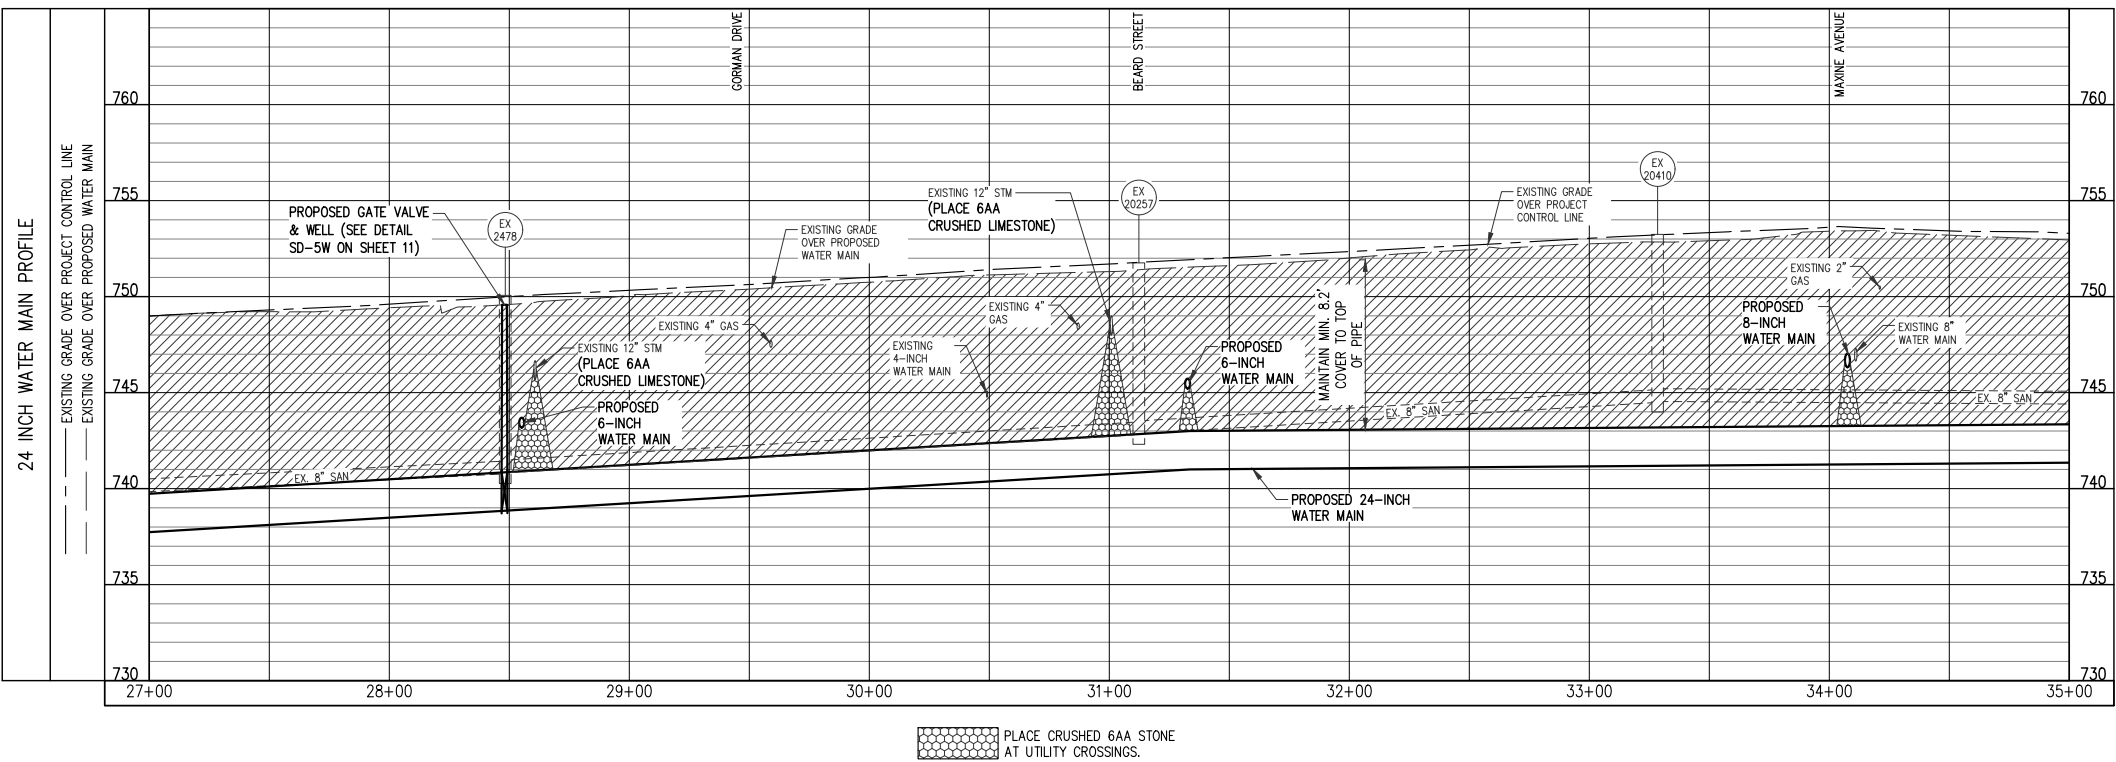 24 INCH WATER MAIN PROFILE
EXISTING GRADE OVER PROJECT CONTROL LINE
EXISTING GRADE OVER PROPOSED WATER MAIN
GORMAN DRIVE
BEARD STREET
MAXINE AVENUE
760
755
750
745
740
735
730
760
755
750
745
740
735
730
PROPOSED GATE VALVE
& WELL (SEE DETAIL
SD-5W ON SHEET 11)
EX
2478
EXISTING 12" STM
(PLACE 6AA
CRUSHED LIMESTONE)
PROPOSED
6-INCH
WATER MAIN
EX. 8" SAN
EXISTING 4" GAS
EXISTING GRADE
OVER PROPOSED
WATER MAIN
EXISTING 12" STM
(PLACE 6AA
CRUSHED LIMESTONE)
EXISTING 4"
GAS
EXISTING
4-INCH
WATER MAIN
EX
20257
PROPOSED
6-INCH
WATER MAIN
MAINTAIN MIN. 8.2'
COVER TO TOP
OF PIPE
EX. 8" SAN
PROPOSED 24-INCH
WATER MAIN
EXISTING GRADE
OVER PROJECT
CONTROL LINE
EX
20410
EXISTING 2"
GAS
PROPOSED
8-INCH
WATER MAIN
EXISTING 8"
WATER MAIN
EX. 8" SAN
27+00
28+00
29+00
30+00
31+00
32+00
33+00
34+00
35+00
PLACE CRUSHED 6AA STONE
AT UTILITY CROSSINGS.